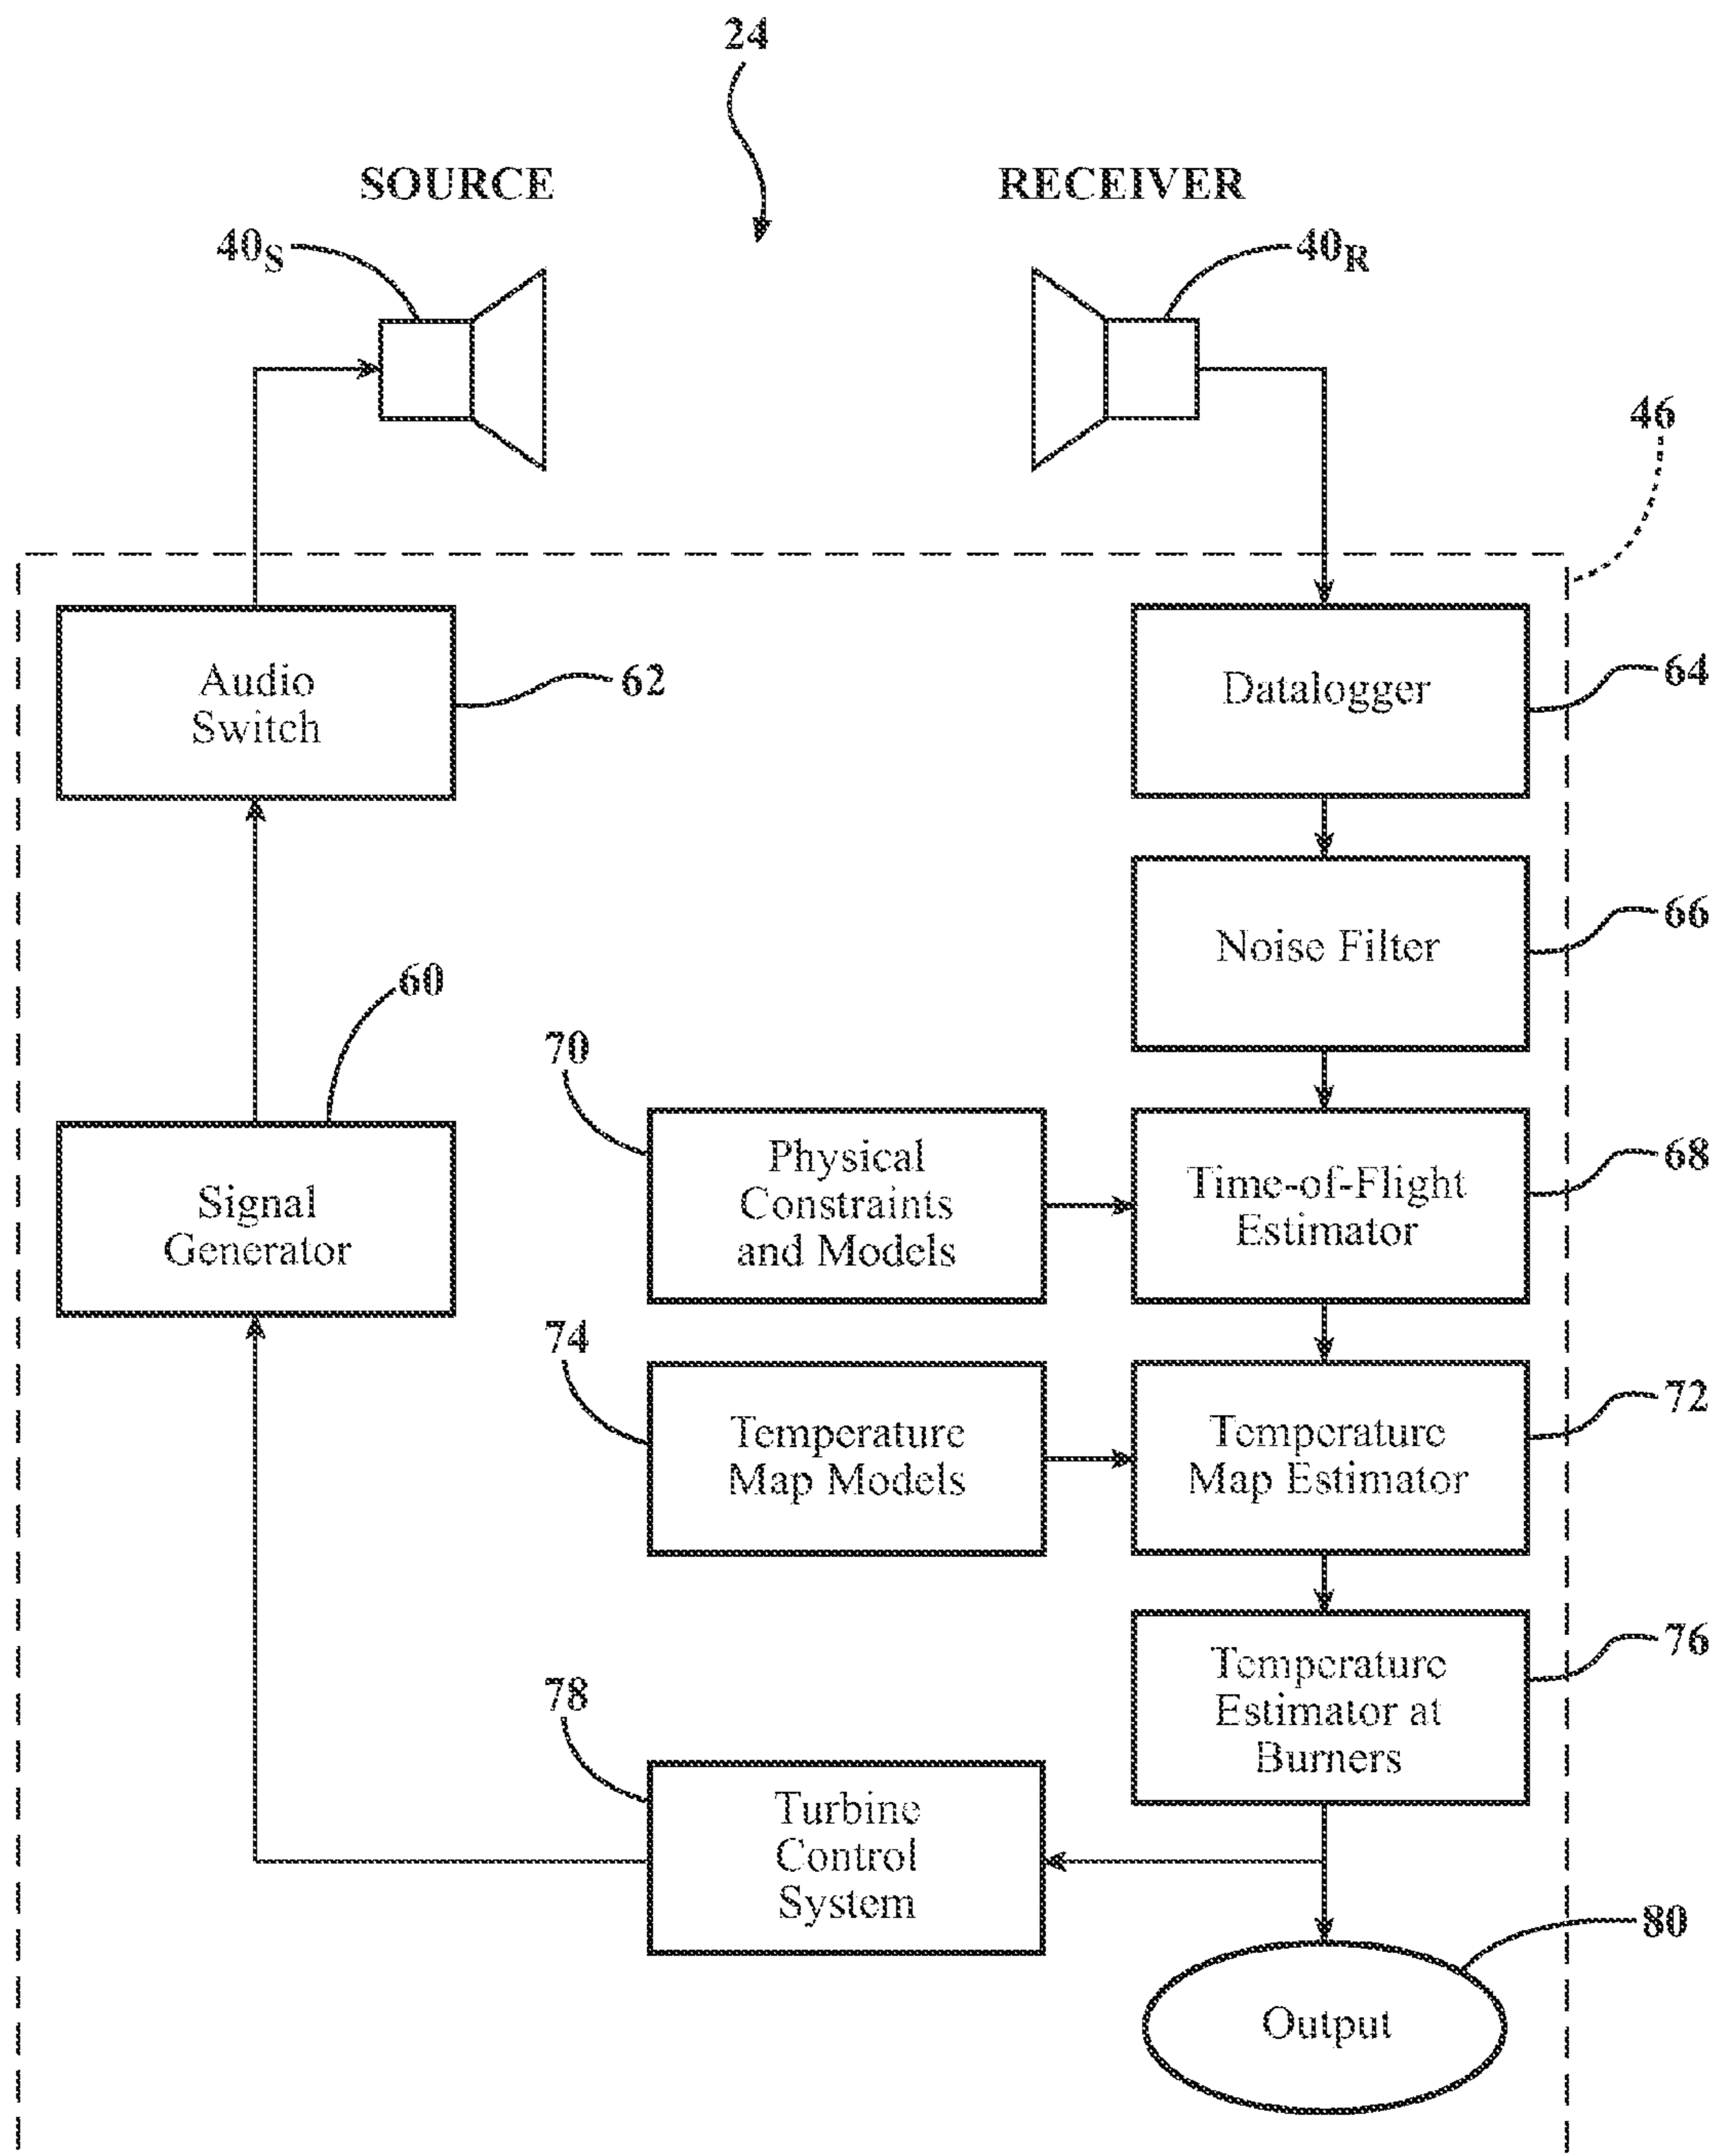 24
SOURCE
RECEIVER
40S
40R
46
Audio
Switch
62
Datalogger
64
Noise Filter
66
60
Signal
Generator
70
Physical
Constraints
and Models
Time-of-Flight
Estimator
68
74
Temperature
Map Models
Temperature
Map Estimator
72
Temperature
Estimator at
Burners
76
78
Turbine
Control
System
80
Output